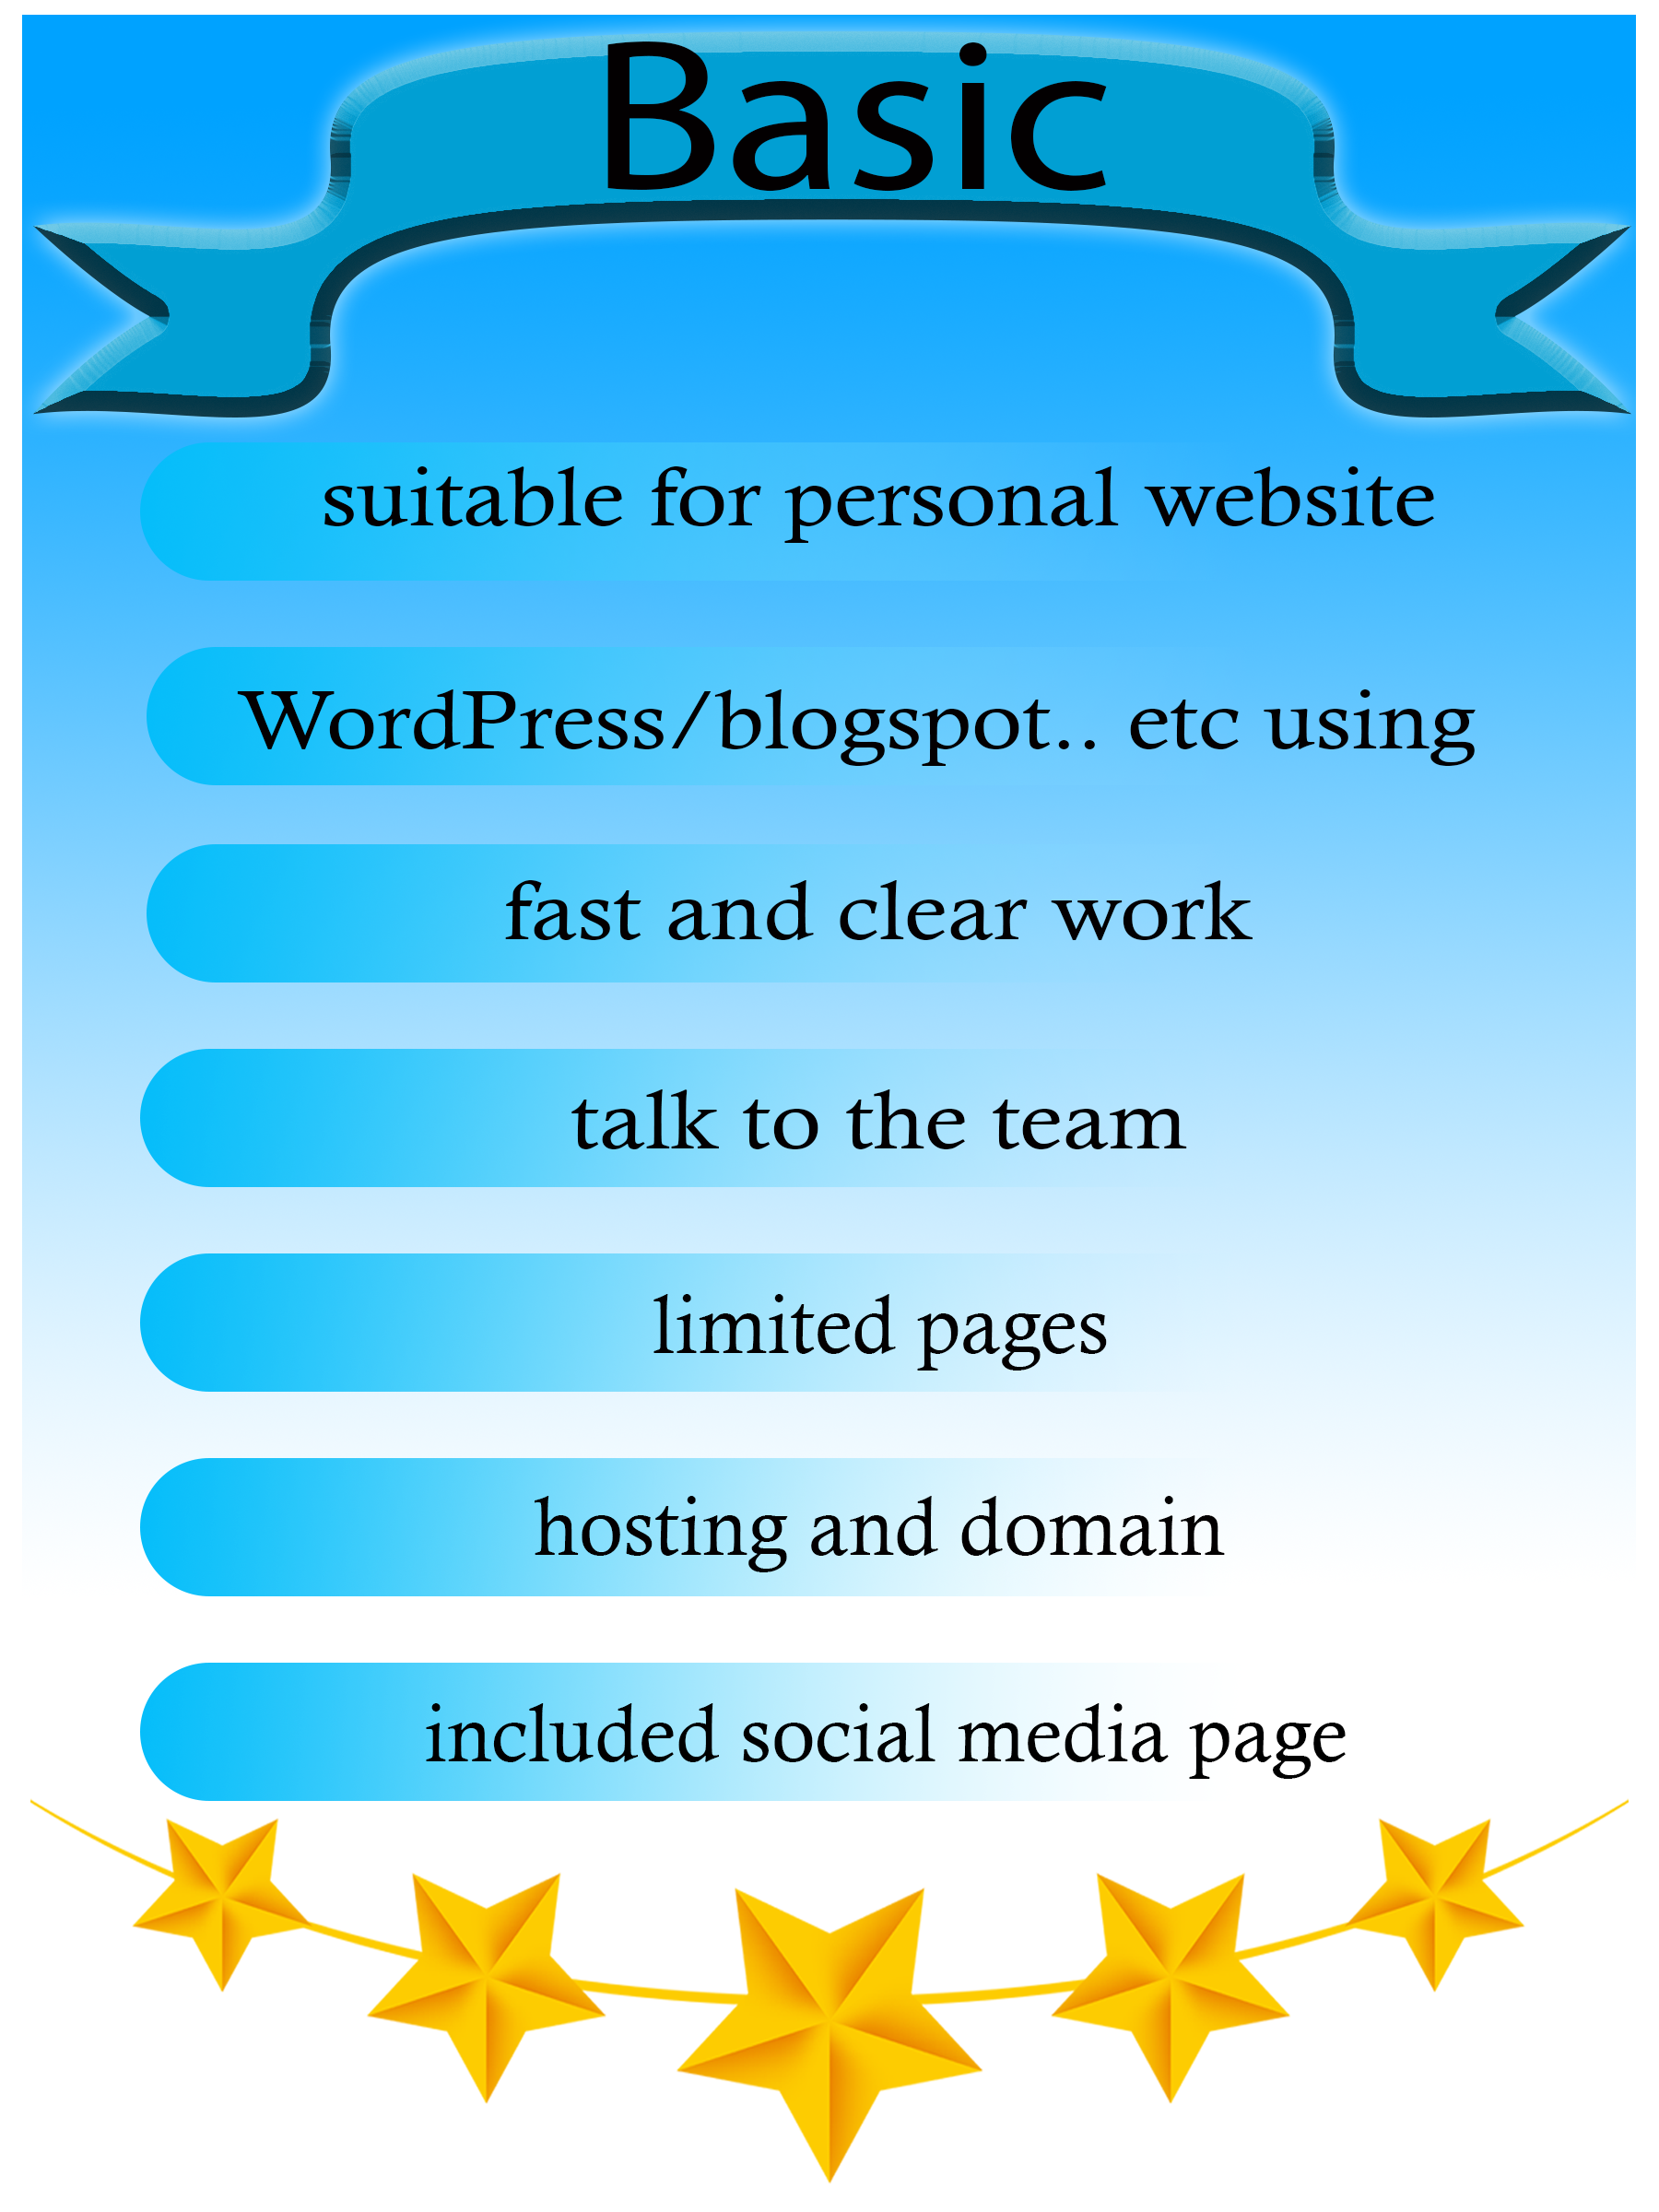 Basic
suitable for personal website
WordPress/blogspot.. etc using
fast and clear work
talk to the team
limited pages
hosting and domain
included social media page